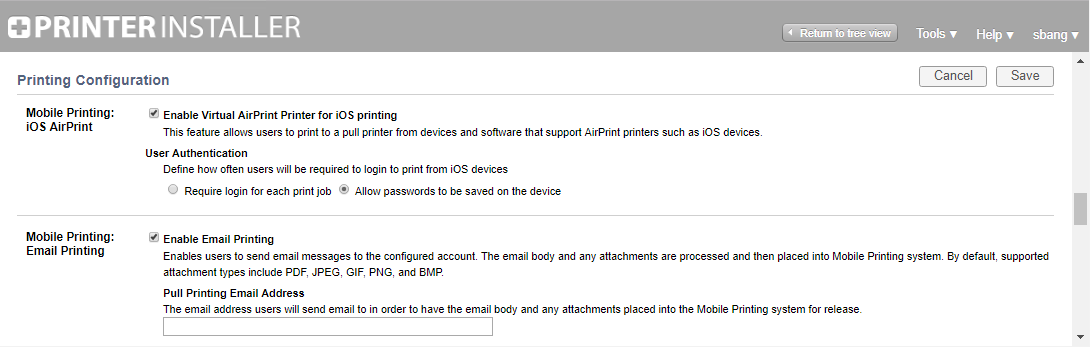 PRINTERINSTALLER
Return to tree view
Tools
Help
sbang
Printing Configuration
Cancel
Save
Mobile Printing:
iOS AirPrint
Enable Virtual AirPrint Printer for iOS printing
This feature allows users to print to a pull printer from devices and software that support AirPrint printers such as iOS devices.
User Authentication
Define how often users will be required to login to print from iOS devices
Require login for each print job
Allow passwords to be saved on the device
Mobile Printing:
Email Printing
Enable Email Printing
Enables users to send email messages to the configured account. The email body and any attachments are processed and then placed into Mobile Printing system. By default, supported
attachment types include PDF, JPEG, GIF, PNG, and BMP.
Pull Printing Email Address
The email address users will send email to in order to have the email body and any attachments placed into the Mobile Printing system for release.